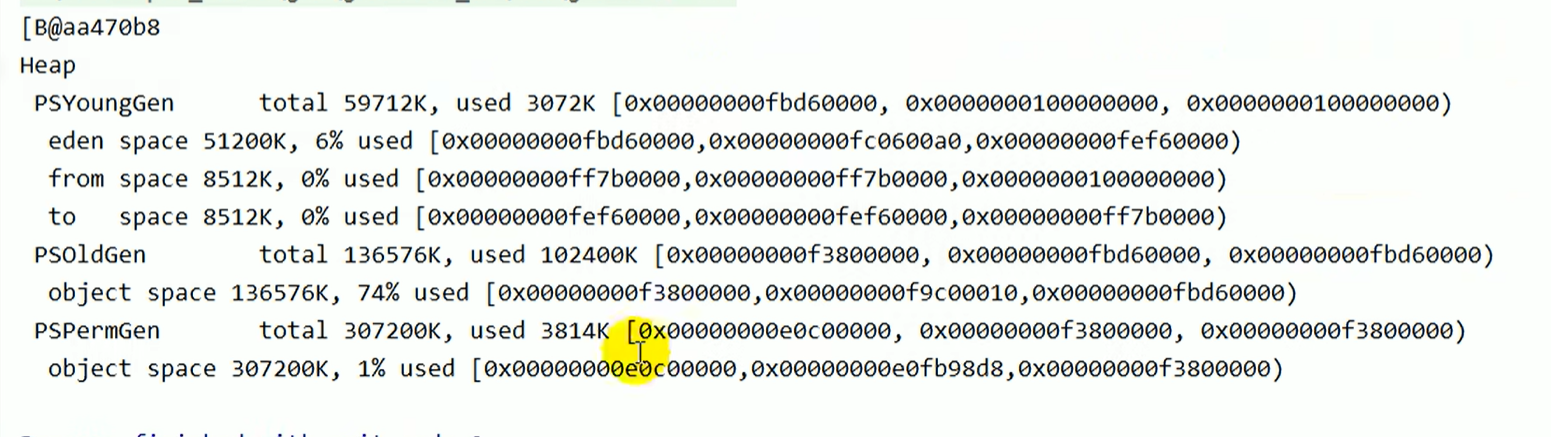 [B@aa470b8
Heap
PSYoungGen      total 59712K, used 3072K [0x00000000fbd60000, 0x0000000100000000, 0x0000000100000000)
eden space 51200K, 6% used [0x00000000fbd60000,0x00000000fc0600a0,0x00000000fef60000)
from space 8512K, 0% used [0x00000000ff7b0000,0x00000000ff7b0000,0x0000000100000000)
to   space 8512K, 0% used [0x00000000fef60000,0x00000000fef60000,0x00000000ff7b0000)
PSOldGen        total 136576K, used 102400K [0x00000000f3800000, 0x00000000fbd60000, 0x00000000fbd60000)
object space 136576K, 74% used [0x00000000f3800000,0x00000000f9c00010,0x00000000fbd60000)
PSPermGen       total 307200K, used 3814K [0x00000000e0c00000, 0x00000000f3800000, 0x00000000f3800000)
object space 307200K, 1% used [0x00000000e0c00000,0x00000000e0fb98d8,0x00000000f3800000)